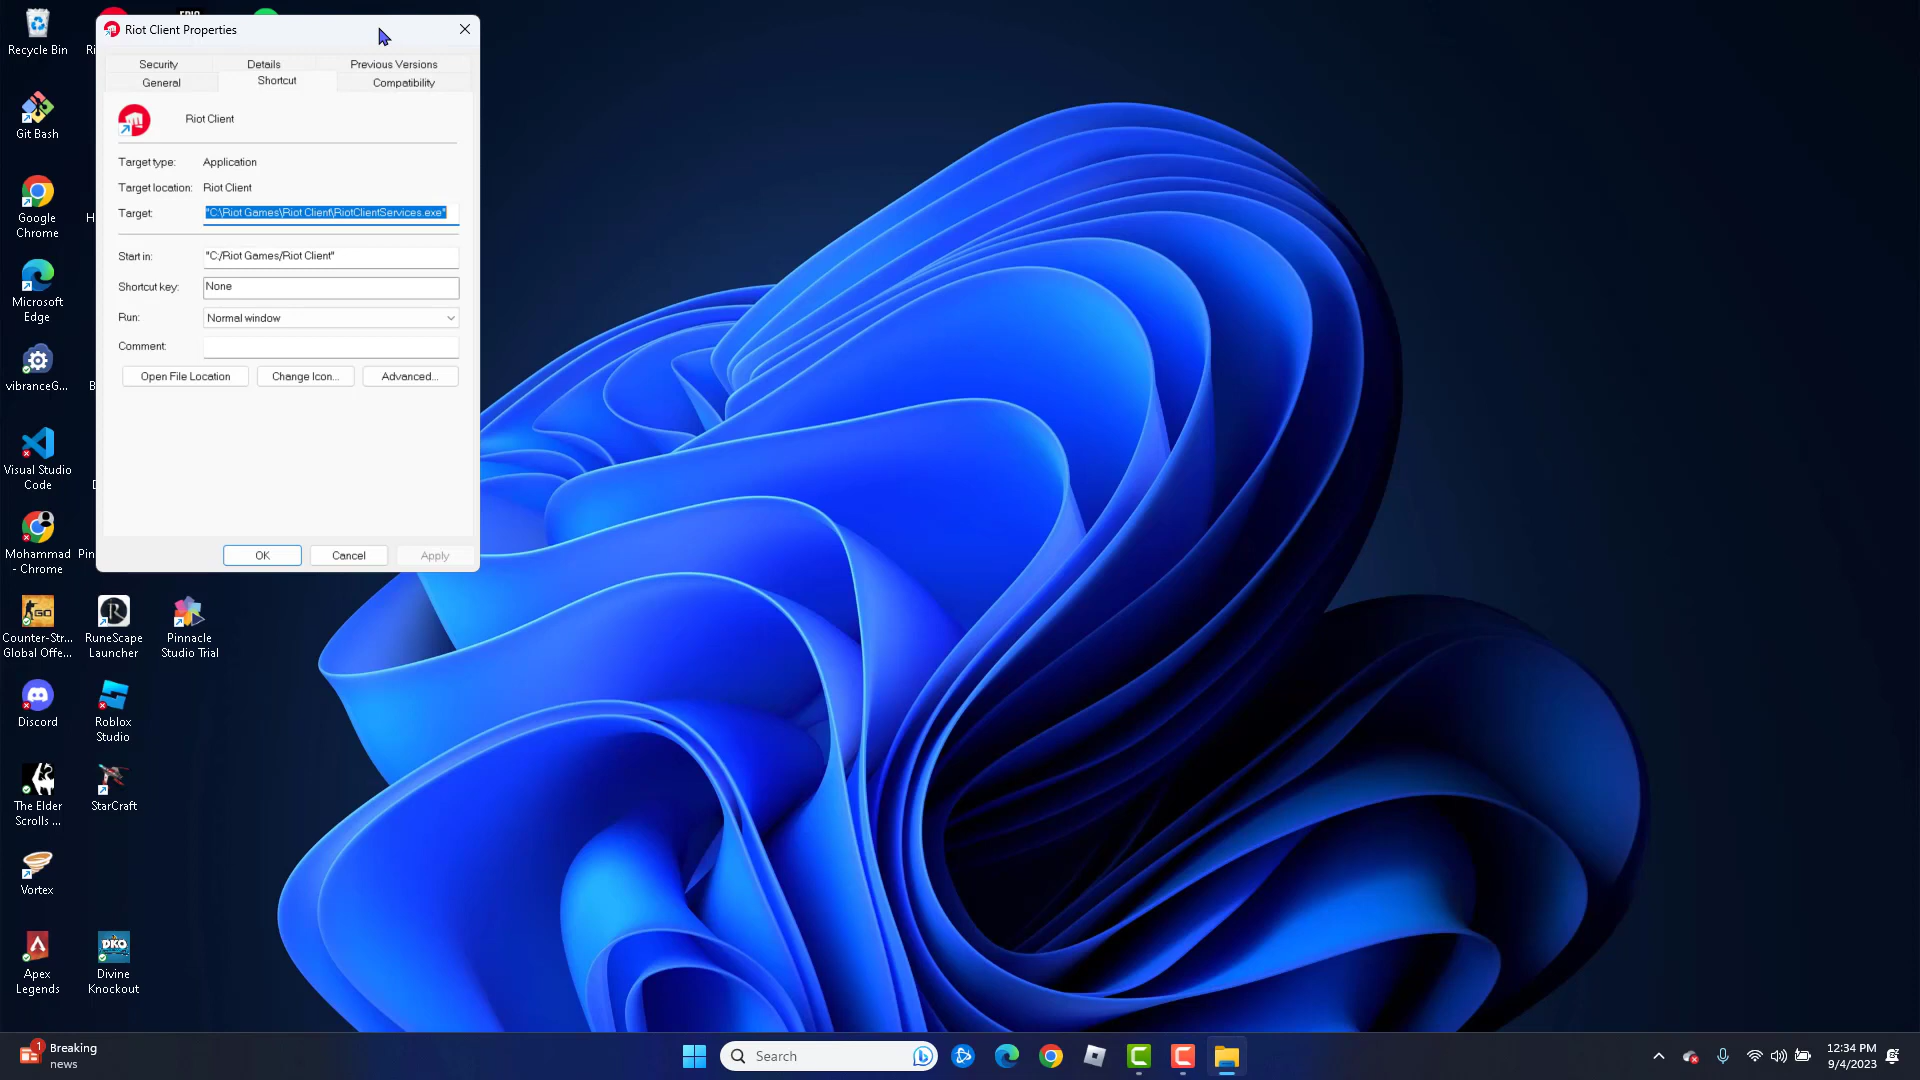 Riot Client Properties
Security
Details
Previous Versions
General
Shortcut
Compatibility
Riot Client
Target type: Application
Target location: Riot Client
Target: "C:\Riot Games\Riot Client\RiotClientServices.exe"
Start in: "C:/Riot Games/Riot Client"
Shortcut key: None
Run: Normal window
Comment:
Open File Location
Change Icon...
Advanced...
OK
Cancel
Apply
Recycle Bin
Git Bash
Google
Chrome
Microsoft
Edge
vibranceG...
Visual Studio
Code
Mohammad
- Chrome
Counter-Str...
Global Offe...
RuneScape
Launcher
Pinnacle
Studio Trial
Discord
Roblox
Studio
The Elder
Scrolls ...
StarCraft
Vortex
Apex
Legends
DKO
Divine
Knockout
1
Breaking
news
Search
12:34 PM
9/4/2023